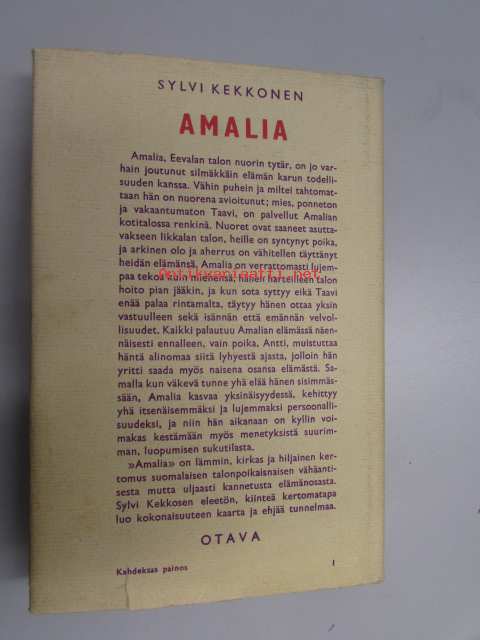 SYLVI KEKKONEN
AMALIA
Amalia, Eevalan talon nuorin tytär, on jo var-
hain joutunut silmäkkäin elämän karun todelli-
suuden kanssa. Vähin puhein ja miltei tahtomat-
taan hän on nuorena avioitunut; mies, ponneton
ja vakaantumaton Taavi, on palvellut Amalian
kotitalossa renkinä. Nuoret ovat saaneet asutta-
vakseen Iikkalan talon, heille on syntynyt poika,
ja arkinen olo ja aherrus on vähitellen täyttänyt
heidän elämänsä. Amalia on verrattomasti lujem-
paa tekoa kuin miehensä, hänen harteilleen talon
hoito pian jääkin, ja kun sota syttyy eikä Taavi
enää palaa rintamalta, täytyy hänen ottaa yksin
vastuulleen sekä isännän että emännän velvol-
lisuudet. Kaikki palautuu Amalian elämässä näen-
näisesti ennalleen, vain poika, Antti, muistuttaa
häntä alinomaa siitä lyhyestä ajasta, jolloin hän
yritti saada myös naisena osansa elämästä. Sa-
malla kun väkevä tunne yhä elää hänen sisimmäs-
sään, Amalia kasvaa yksinäisyydessä, kehittyy
yhä itsenäisemmäksi ja lujemmaksi persoonalli-
suudeksi, ja niin hän aikanaan on kyllin voi-
makas kestämään myös menetyksistä suurim-
man, luopumisen sukutilasta.
»Amalia» on lämmin, kirkas ja hiljainen ker-
tomus suomalaisen talonpoikaisnaisen vähäanti-
sesta mutta uljaasti kannetusta elämänosasta.
Sylvi Kekkosen eleetön, kiinteä kertomatapa
luo kokonaisuuteen kaarta ja ehjää tunnelmaa.
OTAVA
Kahdeksas painos 1
antikvariaatti.net